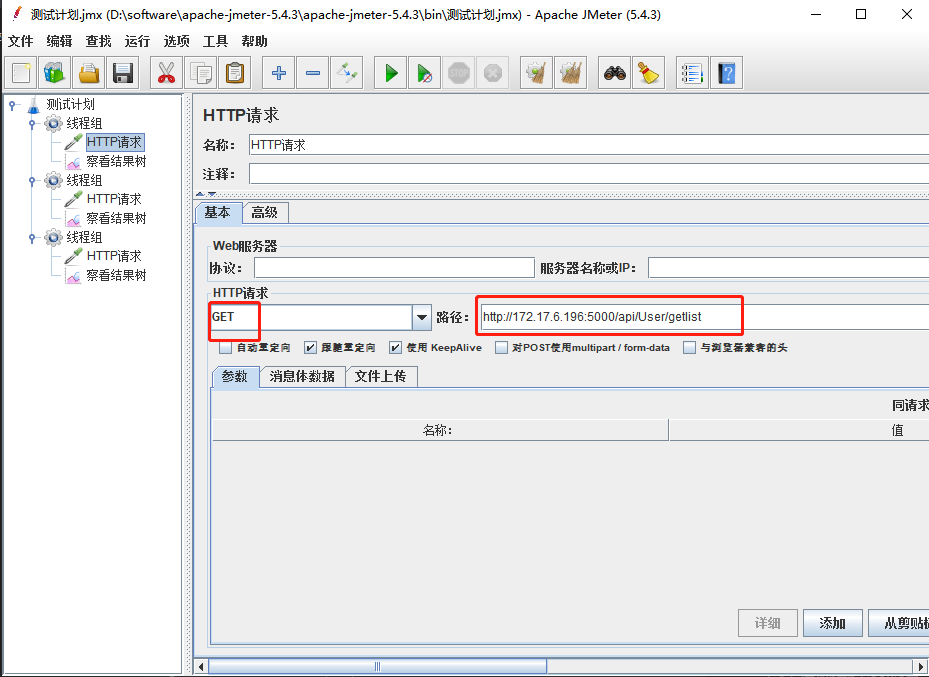 测试计划.jmx (D:\software\apache-jmeter-5.4.3\apache-jmeter-5.4.3\bin\测试计划.jmx) - Apache JMeter (5.4.3)
文件 编辑 查找 运行 选项 工具 帮助
STOP
测试计划
线程组
HTTP请求
察看结果树
线程组
HTTP请求
察看结果树
线程组
HTTP请求
察看结果树
HTTP请求
名称： HTTP请求
注释：
基本 高级
Web服务器
协议： 服务器名称或IP：
HTTP请求
GET 路径： http://172.17.6.196:5000/api/User/getlist
自动重定向 跟随重定向 使用 KeepAlive 对POST使用multipart / form-data 与浏览器兼容的头
参数 消息体数据 文件上传
同请求
名称： 值
详细 添加 从剪贴